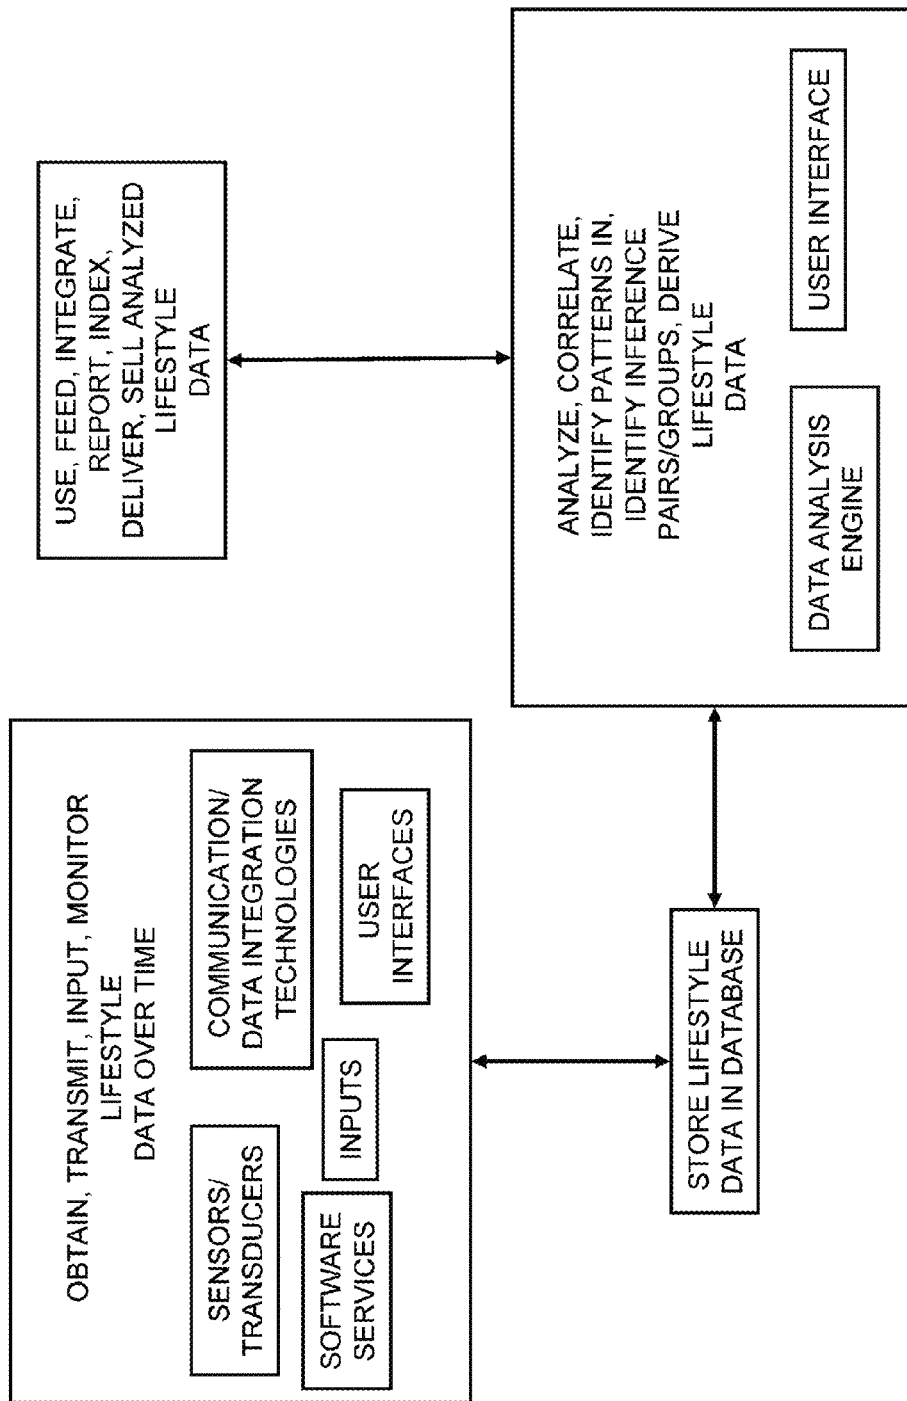 OBTAIN, TRANSMIT, INPUT, MONITOR
LIFESTYLE
DATA OVER TIME
SENSORS/
TRANSDUCERS
COMMUNICATION/
DATA INTEGRATION
TECHNOLOGIES
SOFTWARE
SERVICES
INPUTS
USER
INTERFACES
STORE LIFESTYLE
DATA IN DATABASE
ANALYZE, CORRELATE,
IDENTIFY PATTERNS IN,
IDENTIFY INFERENCE
PAIRS/GROUPS, DERIVE
LIFESTYLE
DATA
DATA ANALYSIS
ENGINE
USER INTERFACE
USE, FEED, INTEGRATE,
REPORT, INDEX,
DELIVER, SELL ANALYZED
LIFESTYLE
DATA